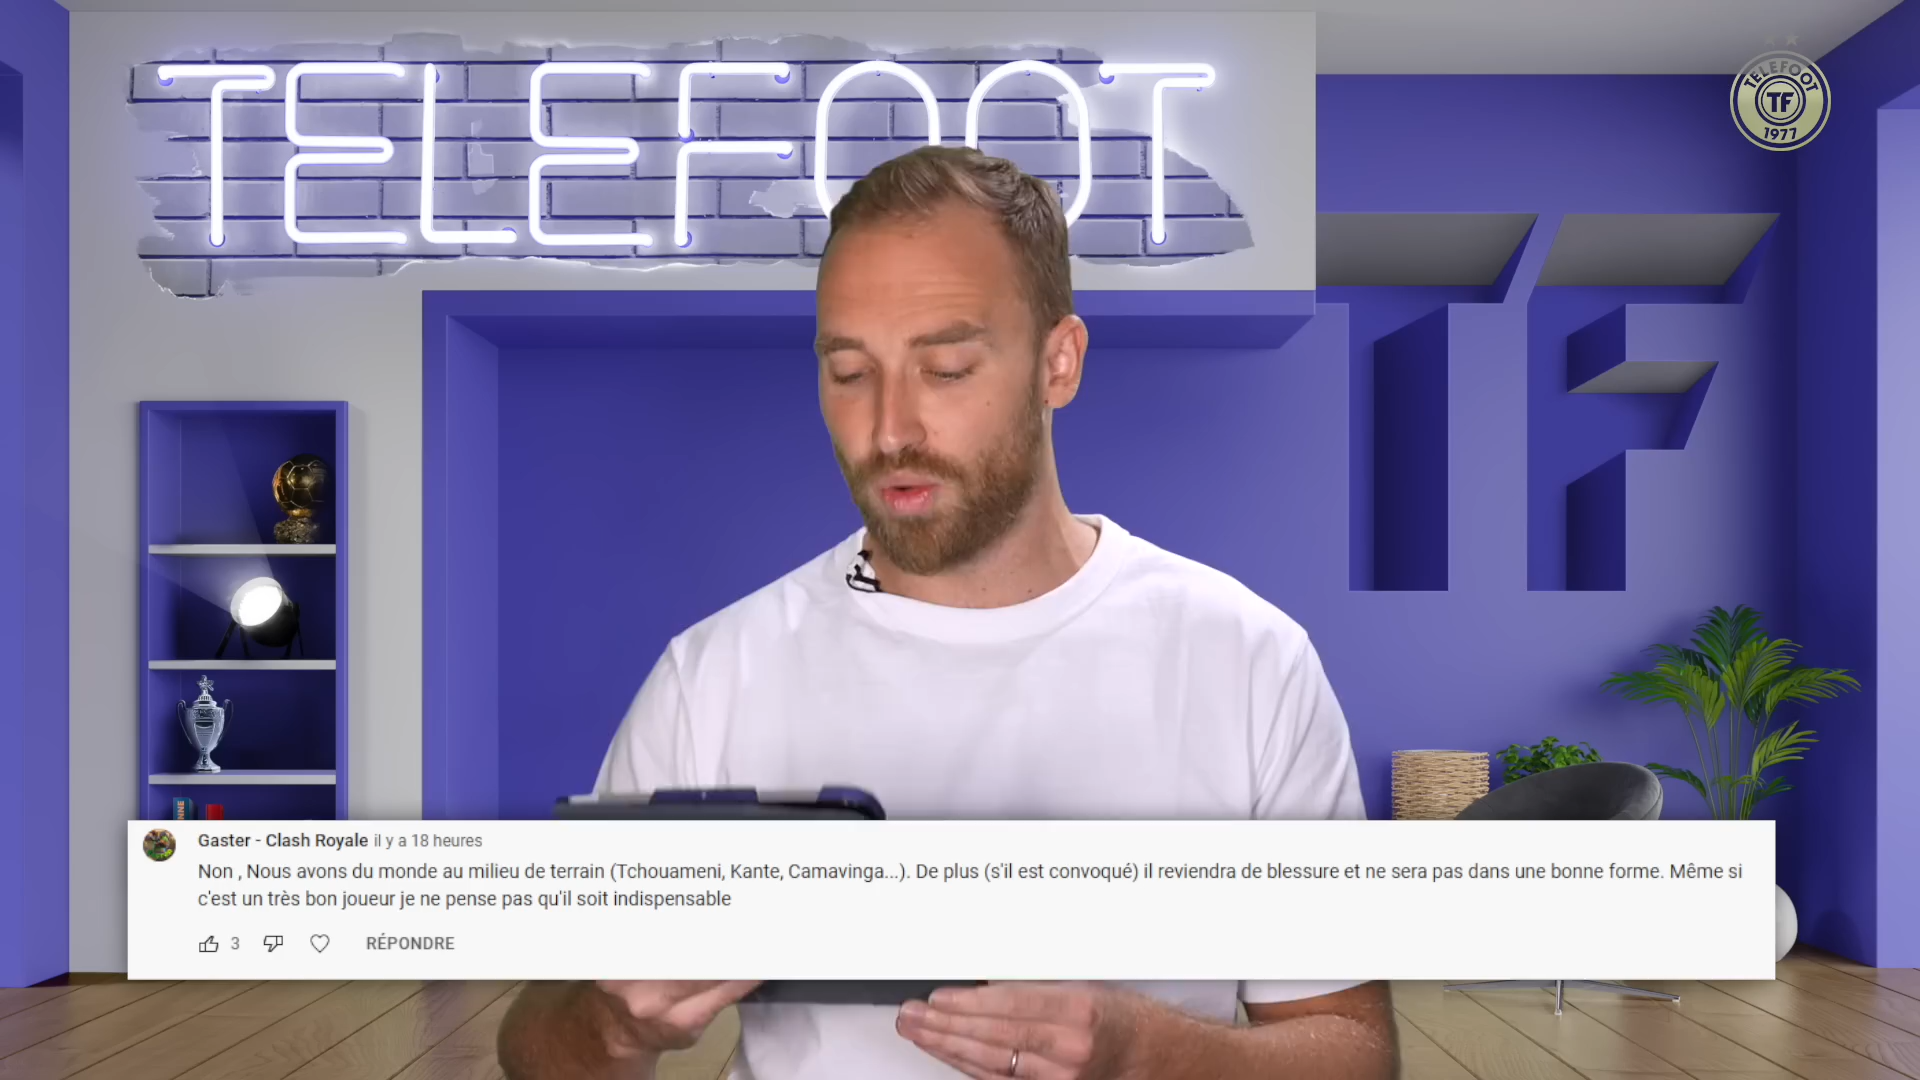 TELEFOOT
TELEFOOT
TF
1977
TF
Gaster - Clash Royale il y a 18 heures
Non , Nous avons du monde au milieu de terrain (Tchouameni, Kante, Camavinga...). De plus (s'il est convoqué) il reviendra de blessure et ne sera pas dans une bonne forme. Même si
c'est un très bon joueur je ne pense pas qu'il soit indispensable
3
RÉPONDRE